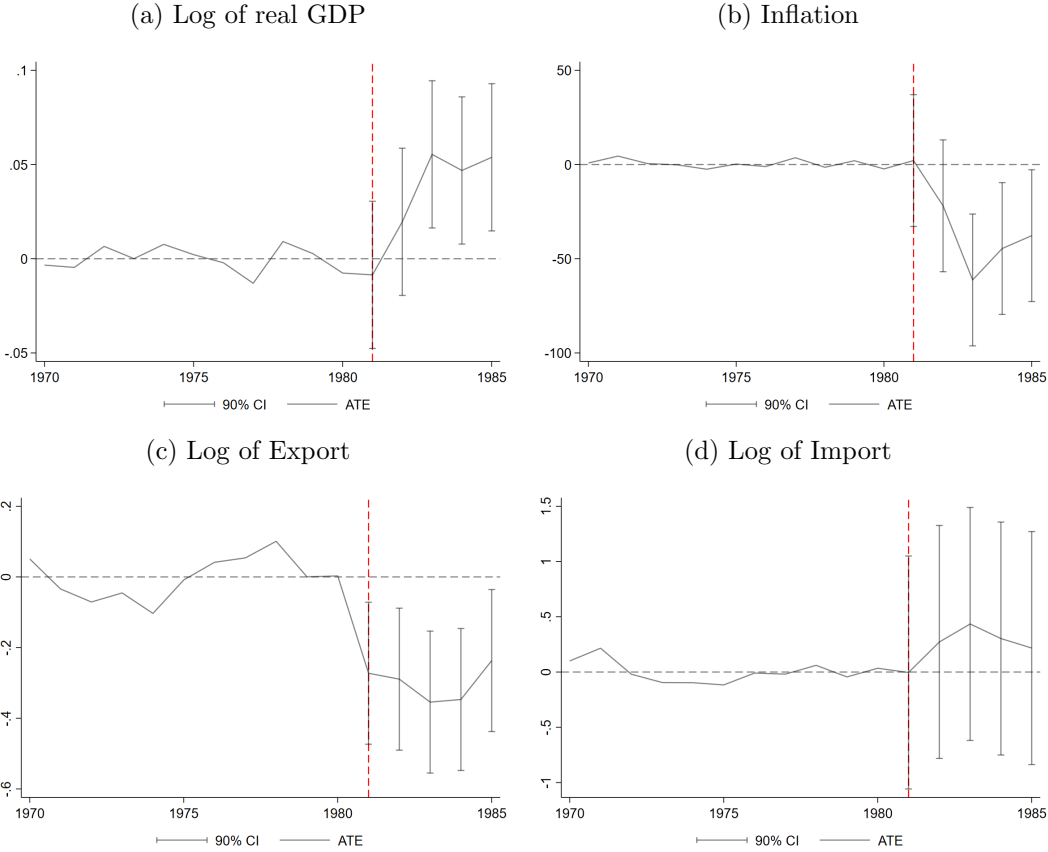 (a) Log of real GDP
.1
.05
0
-.05
1970 1975 1980 1985
90% CI ATE
(b) Inflation
50
0
-50
-100
1970 1975 1980 1985
90% CI ATE
(c) Log of Export
.2
0
-.2
-.4
-.6
1970 1975 1980 1985
90% CI ATE
(d) Log of Import
1.5
1
.5
0
-.5
-1
1970 1975 1980 1985
90% CI ATE